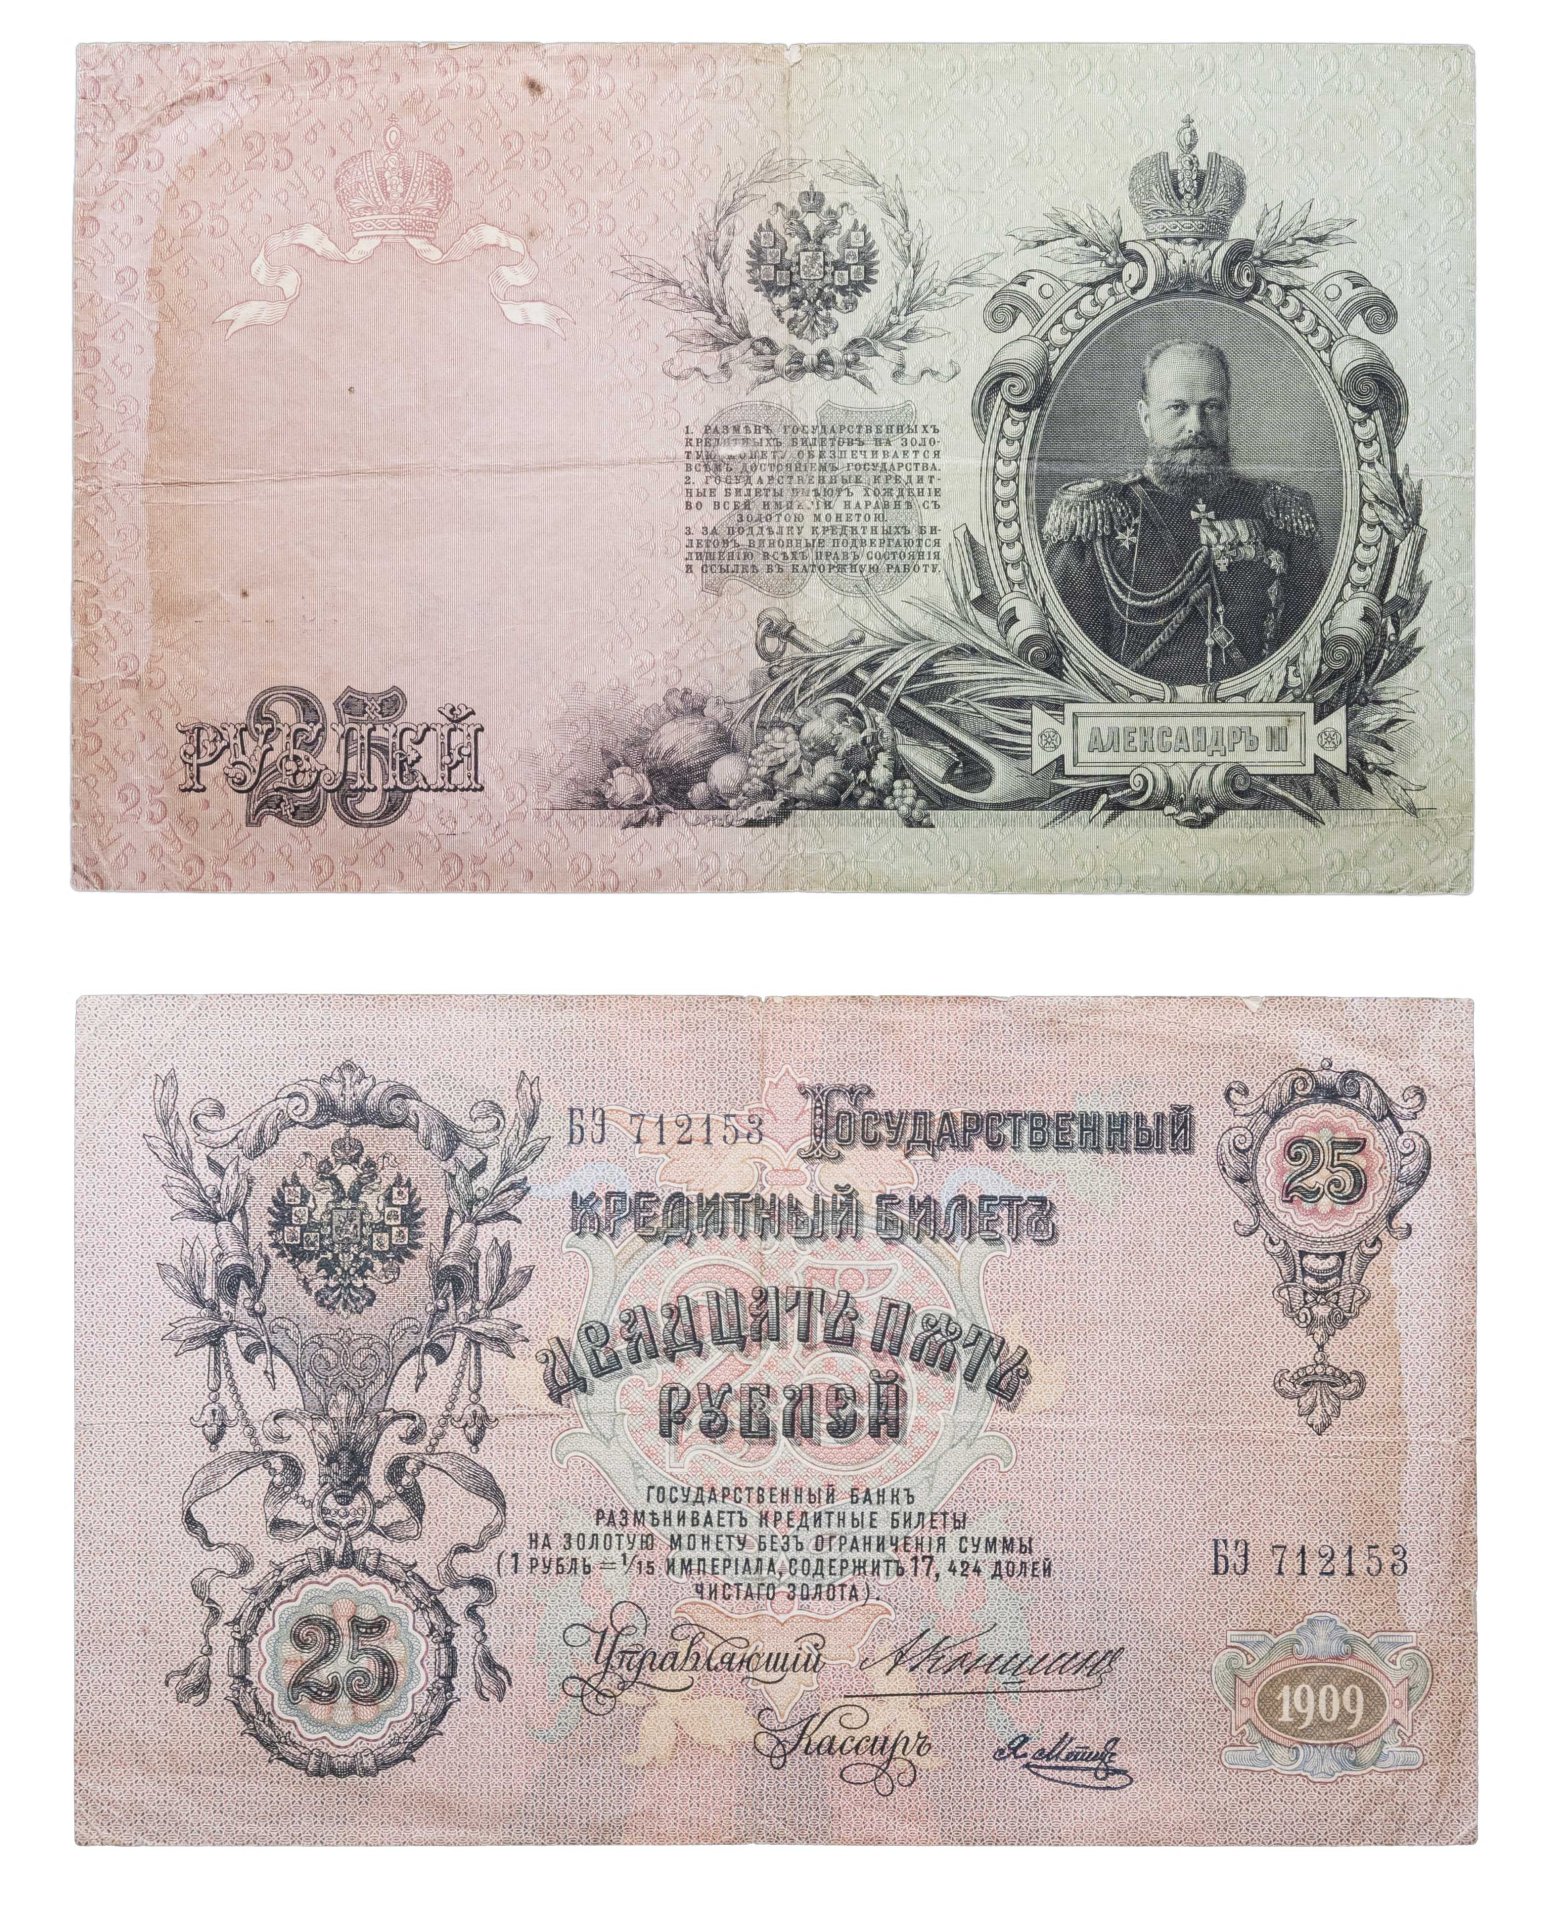 1. РАЗМѢНЪ ГОСУДАРСТВЕННЫХЪ
КРЕДИТНЫХЪ БИЛЕТОВЪ НА ЗОЛО-
ТУЮ МОНЕТУ ОБЕЗПЕЧИВАЕТСЯ
ВСѢМЪ ДОСТОЯНІЕМЪ ГОСУДАРСТВА.
2. ГОСУДАРСТВЕННЫЕ КРЕДИТ-
НЫЕ БИЛЕТЫ ИМѢЮТЪ ХОЖДЕНІЕ
ВО ВСЕЙ ИМПЕРІИ НАРАВНѢ СЪ
ЗОЛОТОЮ МОНЕТОЮ.
3. ЗА ПОДДѢЛКУ КРЕДИТНЫХЪ БИ-
ЛЕТОВЪ ВИНОВНЫЕ ПОДВЕРГАЮТСЯ
ЛИШЕНІЮ ВСѢХЪ ПРАВЪ СОСТОЯНІЯ
И ССЫЛКѢ ВЪ КАТОРЖНУЮ РАБОТУ.
25
РУБЛЕЙ
АЛЕКСАНДРЪ III
БЭ 712153 ГОСУДАРСТВЕННЫЙ
КРЕДИТНЫЙ БИЛЕТЪ
25
ДВАДЦАТЬ ПЯТЬ
РУБЛЕЙ
ГОСУДАРСТВЕННЫЙ БАНКЪ
РАЗМѢНИВАЕТЪ КРЕДИТНЫЕ БИЛЕТЫ
НА ЗОЛОТУЮ МОНЕТУ БЕЗЪ ОГРАНИЧЕНІЯ СУММЫ
(1 РУБЛЬ = 1/15 ИМПЕРІАЛА, СОДЕРЖИТЪ 17, 424 ДОЛЕЙ
ЧИСТАГО ЗОЛОТА).
БЭ 712153
25
Управляющій АКоншинъ
Кассиръ
1909